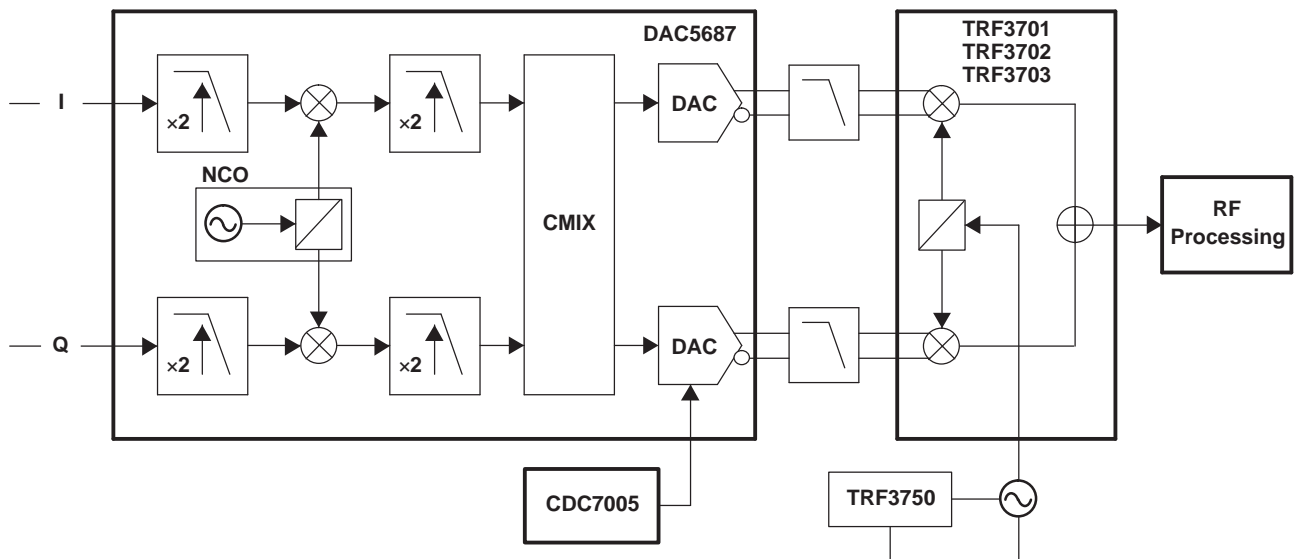 DAC5687
TRF3701
TRF3702
TRF3703
I
×2
×2
DAC
NCO
CMIX
RF
Processing
Q
×2
×2
DAC
CDC7005
TRF3750